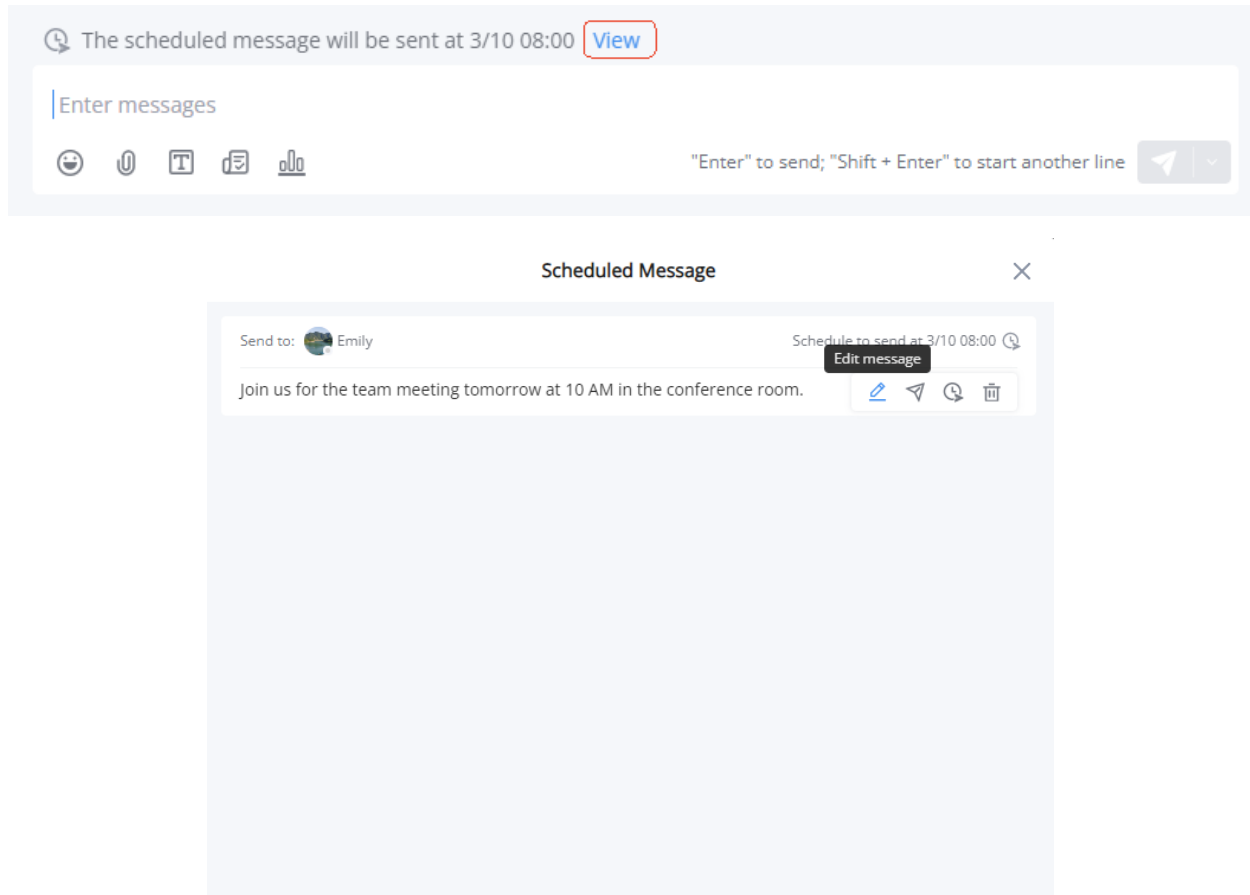 The scheduled message will be sent at 3/10 08:00 View
Enter messages
"Enter" to send; "Shift + Enter" to start another line
Scheduled Message
Send to: Emily
Schedule to send at 3/10 08:00
Edit message
Join us for the team meeting tomorrow at 10 AM in the conference room.